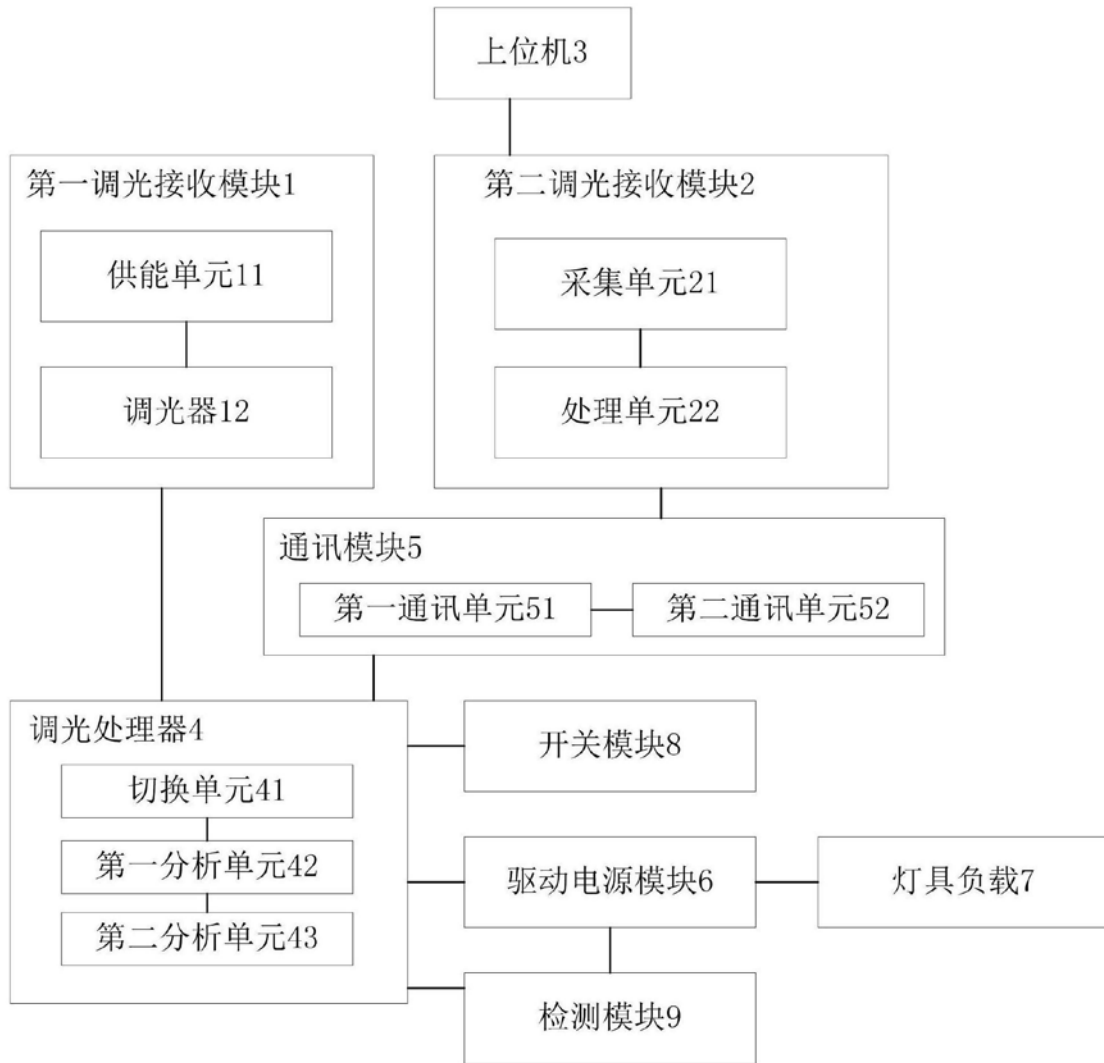 上位机3
第一调光接收模块1
供能单元11
调光器12
第二调光接收模块2
采集单元21
处理单元22
通讯模块5
第一通讯单元51
第二通讯单元52
调光处理器4
切换单元41
第一分析单元42
第二分析单元43
开关模块8
驱动电源模块6
灯具负载7
检测模块9